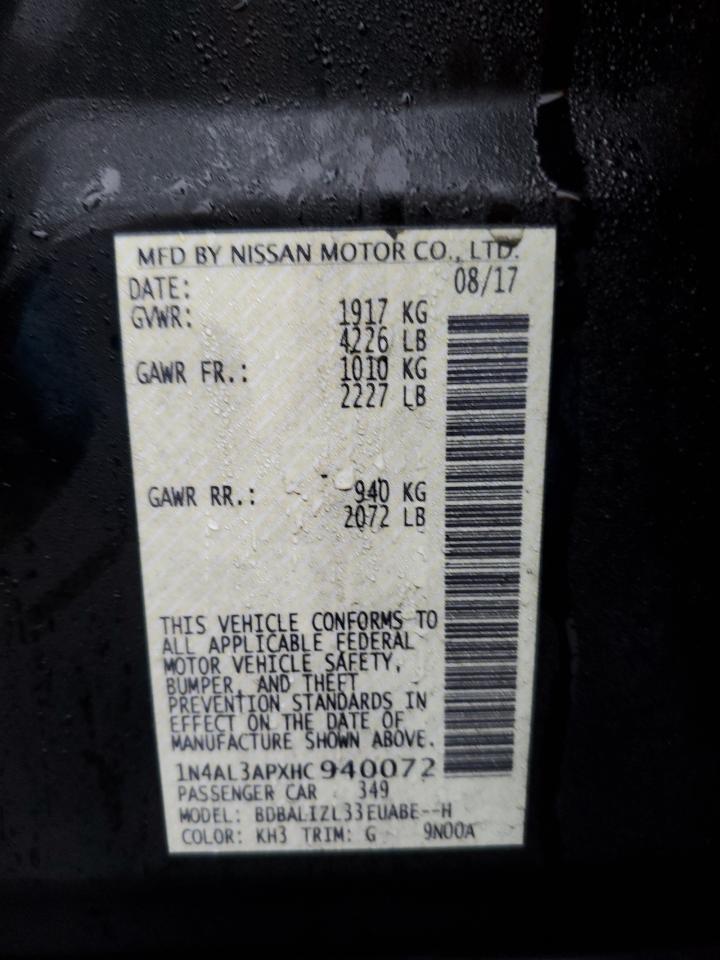 MFD BY NISSAN MOTOR CO., LTD.
DATE: 08/17
GVWR: 1917 KG
4226 LB
GAWR FR.: 1010 KG
2227 LB
GAWR RR.: 940 KG
2072 LB
THIS VEHICLE CONFORMS TO
ALL APPLICABLE FEDERAL
MOTOR VEHICLE SAFETY,
BUMPER, AND THEFT
PREVENTION STANDARDS IN
EFFECT ON THE DATE OF
MANUFACTURE SHOWN ABOVE.
1N4AL3APXHC940072
PASSENGER CAR 349
MODEL: BDBALIZL33EUABE--H
COLOR: KH3 TRIM: G 9N00A